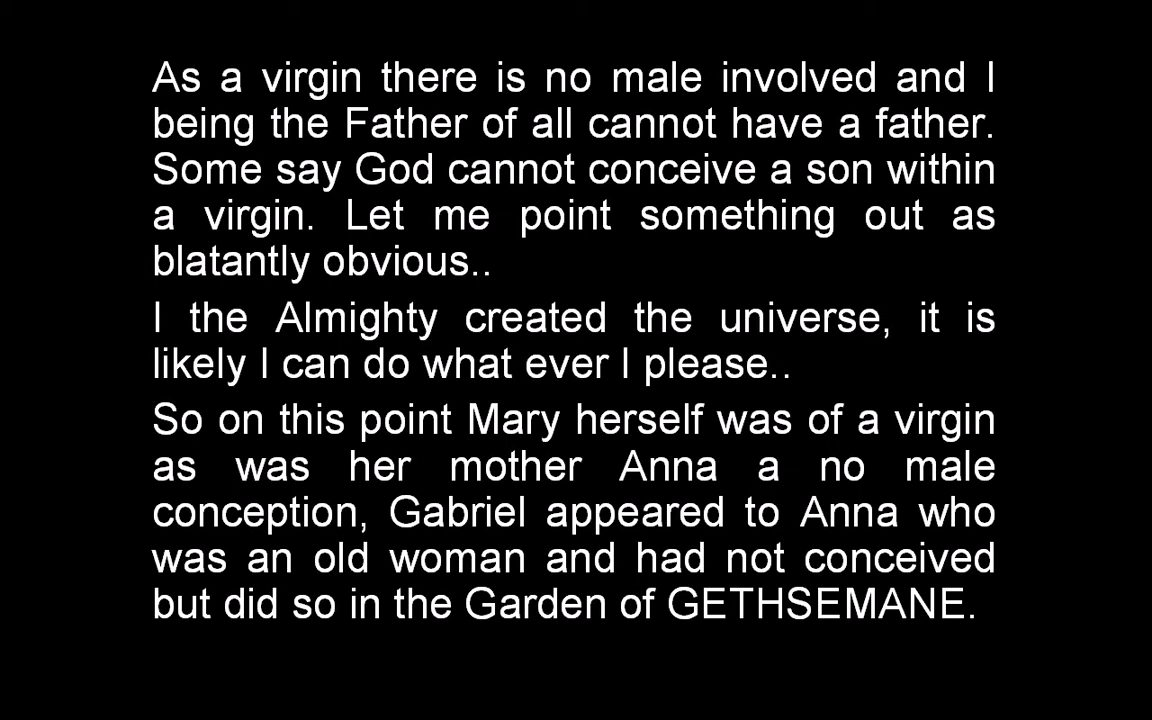 As a virgin there is no male involved and I
being the Father of all cannot have a father.
Some say God cannot conceive a son within
a virgin. Let me point something out as
blatantly obvious..
I the Almighty created the universe, it is
likely I can do what ever I please..
So on this point Mary herself was of a virgin
as was her mother Anna a no male
conception, Gabriel appeared to Anna who
was an old woman and had not conceived
but did so in the Garden of GETHSEMANE.